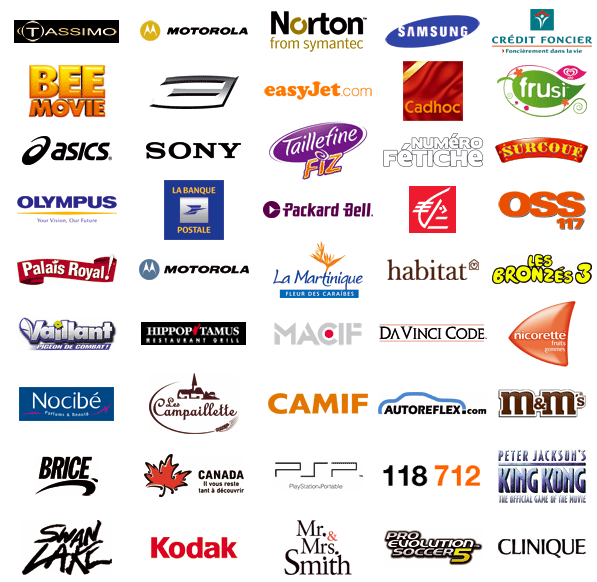 TASSIMO
MOTOROLA
Norton™
from symantec
SAMSUNG
CRÉDIT FONCIER
Foncièrement dans la vie
BEE
MOVIE
3
easyJet.com
Cadhoc
frusi
asics.
SONY
Taillefine
FIZ
NUMÉRO
FÉTICHE
SURCOUF
OLYMPUS
Your Vision, Our Future
LA BANQUE
POSTALE
Packard Bell.
OSS
117
Palais Royal!
MOTOROLA
La Martinique
FLEUR DES CARAÏBES
habitat
LES
BRONZÉS 3
Vaillant
PIGEON DE COMBAT!
HIPPOPOTAMUS
RESTAURANT GRILL
MACIF
DA VINCI CODE
nicorette
fruits
gommes
Nocibé
Parfums & Beauté
Les
Campaillette
CAMIF
AUTOREFLEX.com
m&m's
BRICE
CANADA
Il vous reste
tant à découvrir
PSP
PlayStation®Portable
118 712
PETER JACKSON'S
KING KONG
THE OFFICIAL GAME OF THE MOVIE
SWAN
LAKE
Kodak
Mr. &
Mrs.
Smith
PRO
EVOLUTION
SOCCER 5
CLINIQUE